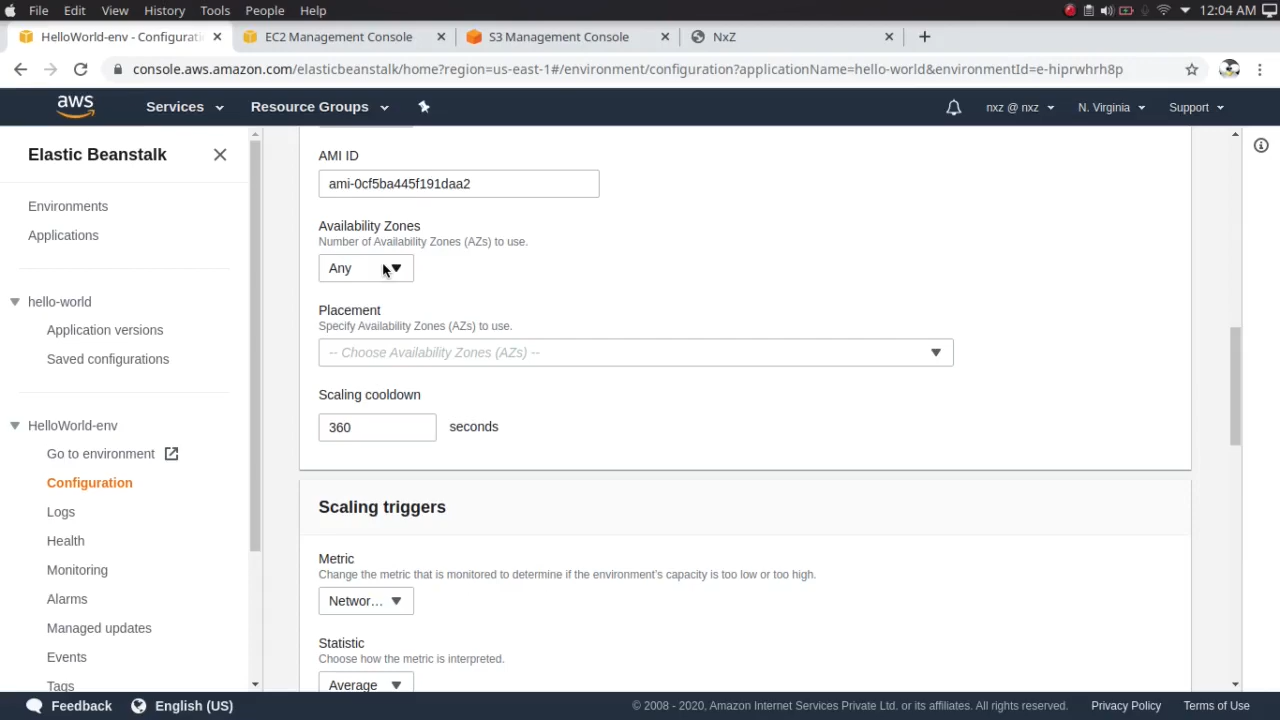 File Edit View History Tools People Help 12:04 AM
HelloWorld-env - Configurati
EC2 Management Console
S3 Management Console
NxZ
console.aws.amazon.com/elasticbeanstalk/home?region=us-east-1#/environment/configuration?applicationName=hello-world&environmentId=e-hiprwhrh8p
aws Services Resource Groups nxz @ nxz N. Virginia Support
Elastic Beanstalk
Environments
Applications
hello-world
Application versions
Saved configurations
HelloWorld-env
Go to environment
Configuration
Logs
Health
Monitoring
Alarms
Managed updates
Events
Tags
AMI ID
ami-0cf5ba445f191daa2
Availability Zones
Number of Availability Zones (AZs) to use.
Any
Placement
Specify Availability Zones (AZs) to use.
-- Choose Availability Zones (AZs) --
Scaling cooldown
360 seconds
Scaling triggers
Metric
Change the metric that is monitored to determine if the environment's capacity is too low or too high.
Networ...
Statistic
Choose how the metric is interpreted.
Average
Feedback English (US) © 2008 - 2020, Amazon Internet Services Private Ltd. or its affiliates. All rights reserved. Privacy Policy Terms of Use